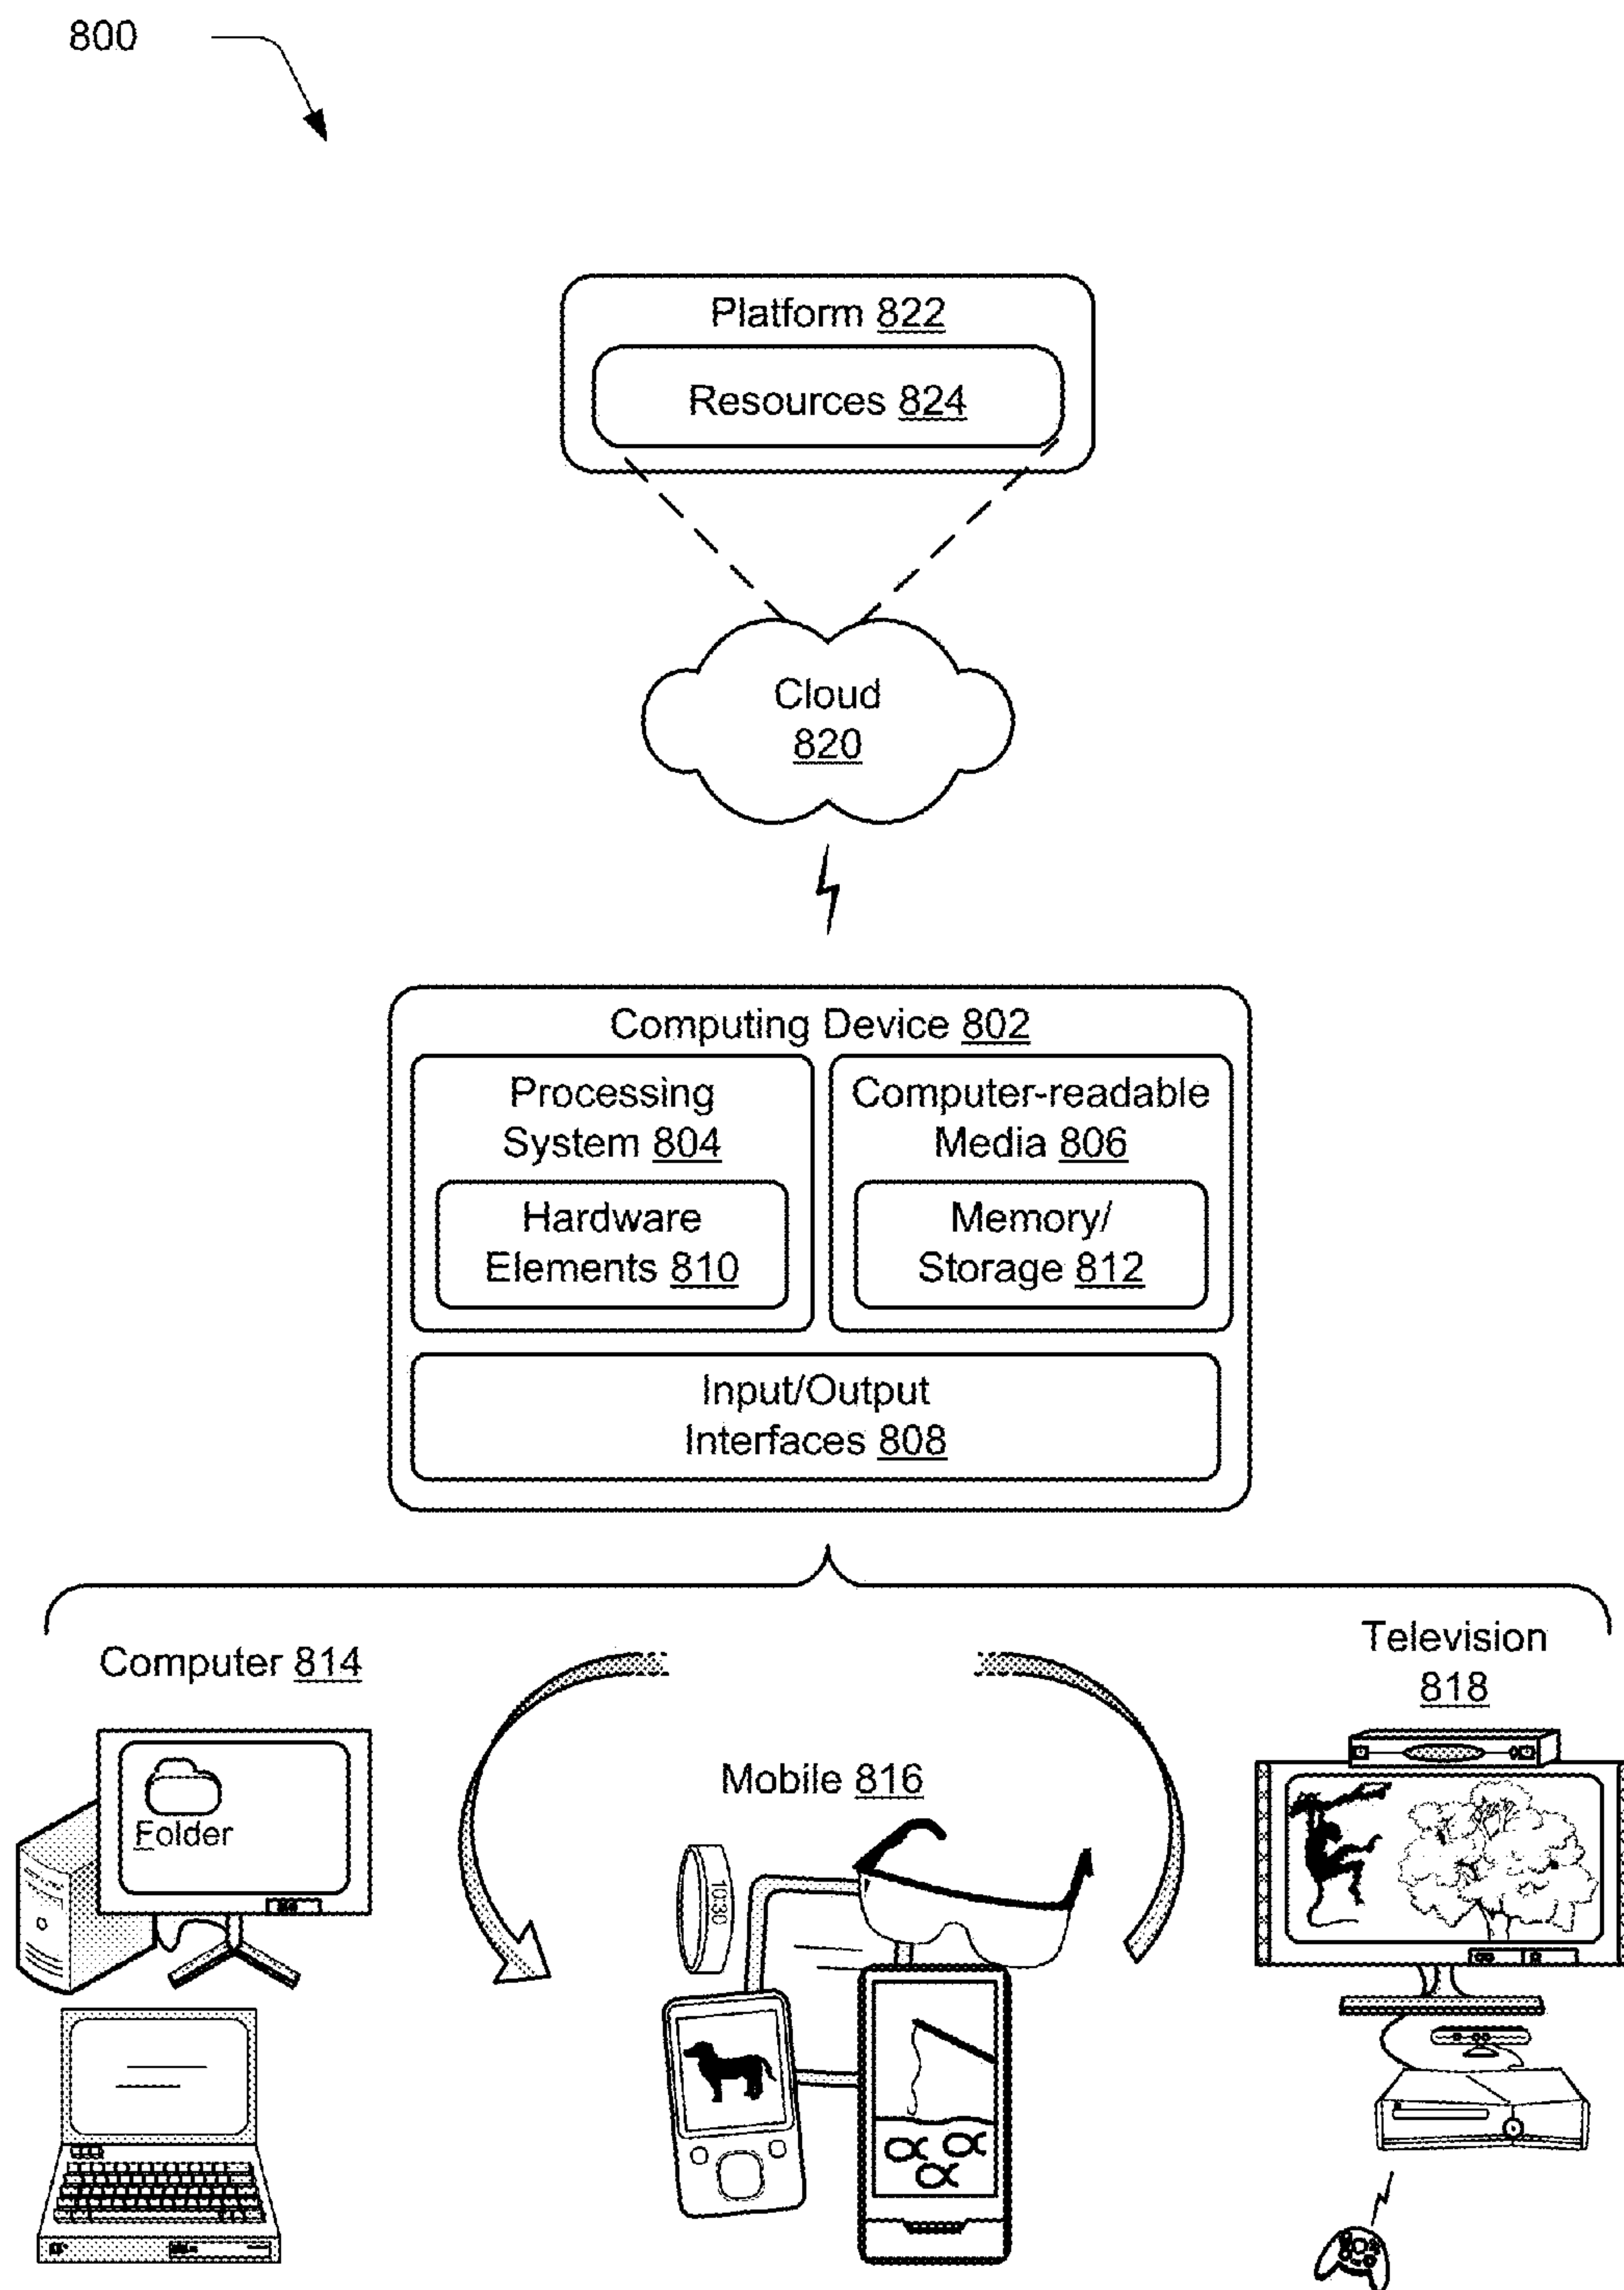 800
Platform 822
Resources 824
Cloud
820
Computing Device 802
Processing
System 804
Hardware
Elements 810
Computer-readable
Media 806
Memory/
Storage 812
Input/Output
Interfaces 808
Computer 814
Folder
Mobile 816
10:30
Television
818